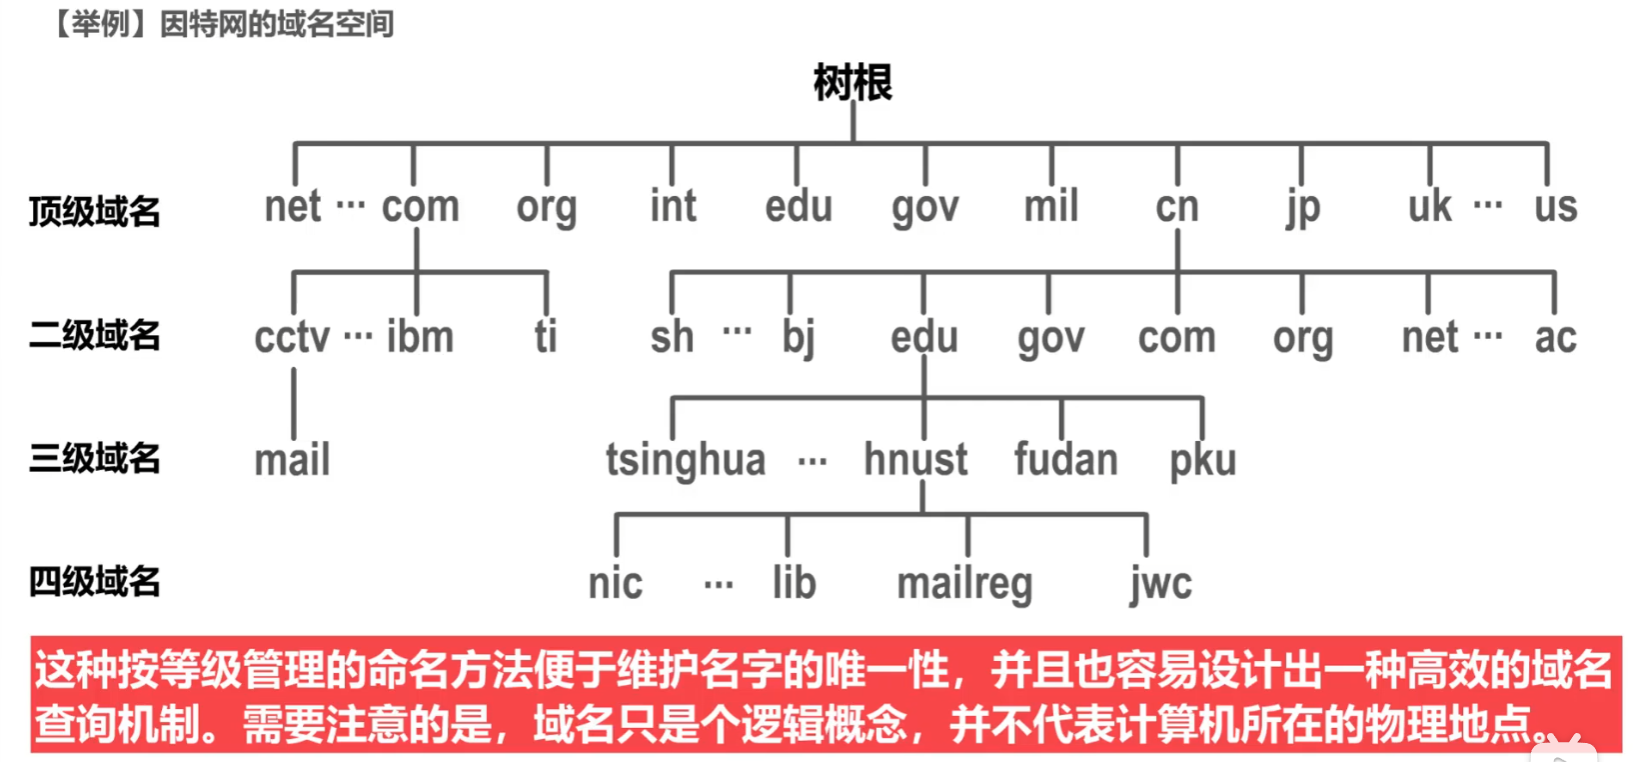 【举例】因特网的域名空间
树根
顶级域名 net ··· com org int edu gov mil cn jp uk ··· us
二级域名 cctv ··· ibm ti sh ··· bj edu gov com org net ··· ac
三级域名 mail tsinghua ··· hnust fudan pku
四级域名 nic ··· lib mailreg jwc
这种按等级管理的命名方法便于维护名字的唯一性，并且也容易设计出一种高效的域名
查询机制。需要注意的是，域名只是个逻辑概念，并不代表计算机所在的物理地点。